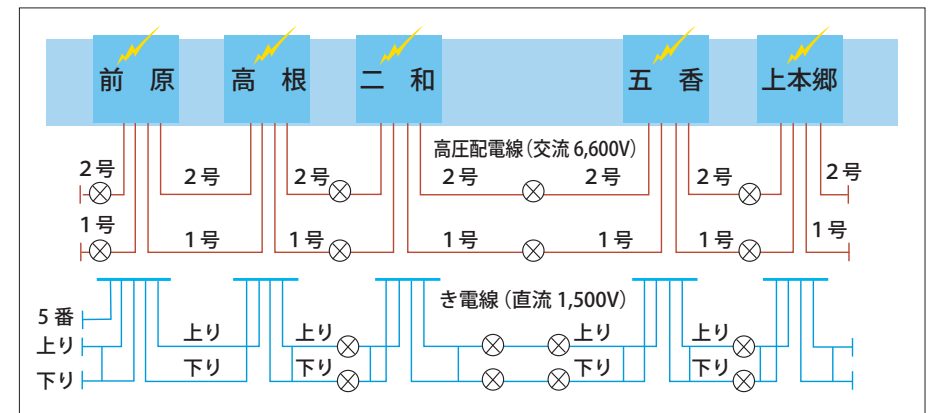 前 原 高 根 二 和 五 香 上本郷
高圧配電線（交流 6,600V）
2号 2号 2号 2号 2号 2号 2号
1号 1号 1号 1号 1号 1号 1号
き電線（直流 1,500V）
5番
上り 上り 上り 上り 上り
下り 下り 下り 下り 下り